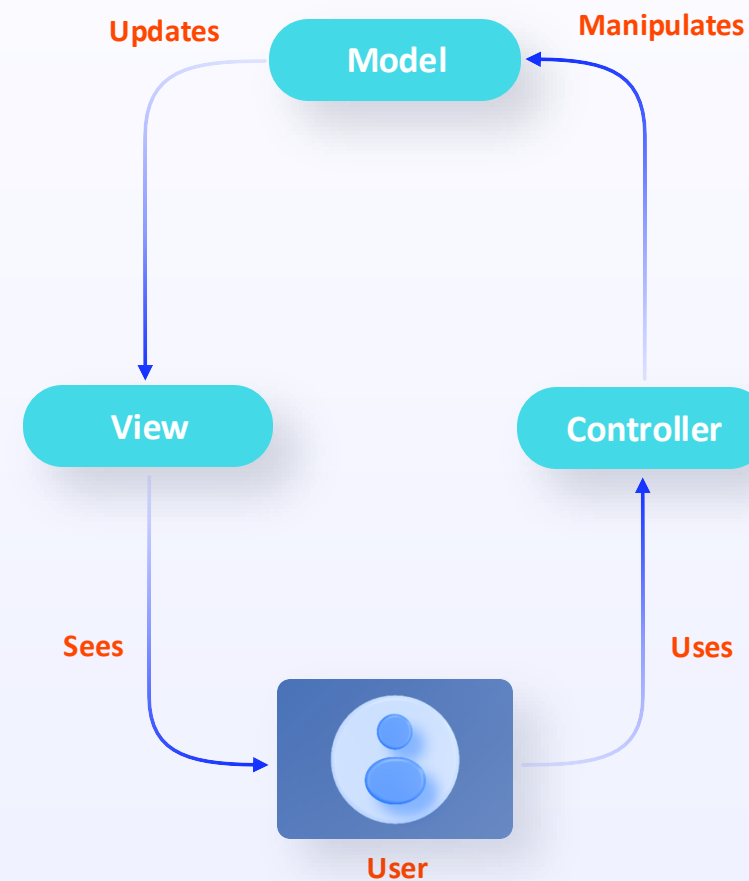 Updates
Manipulates
Model
View
Controller
Sees
Uses
User